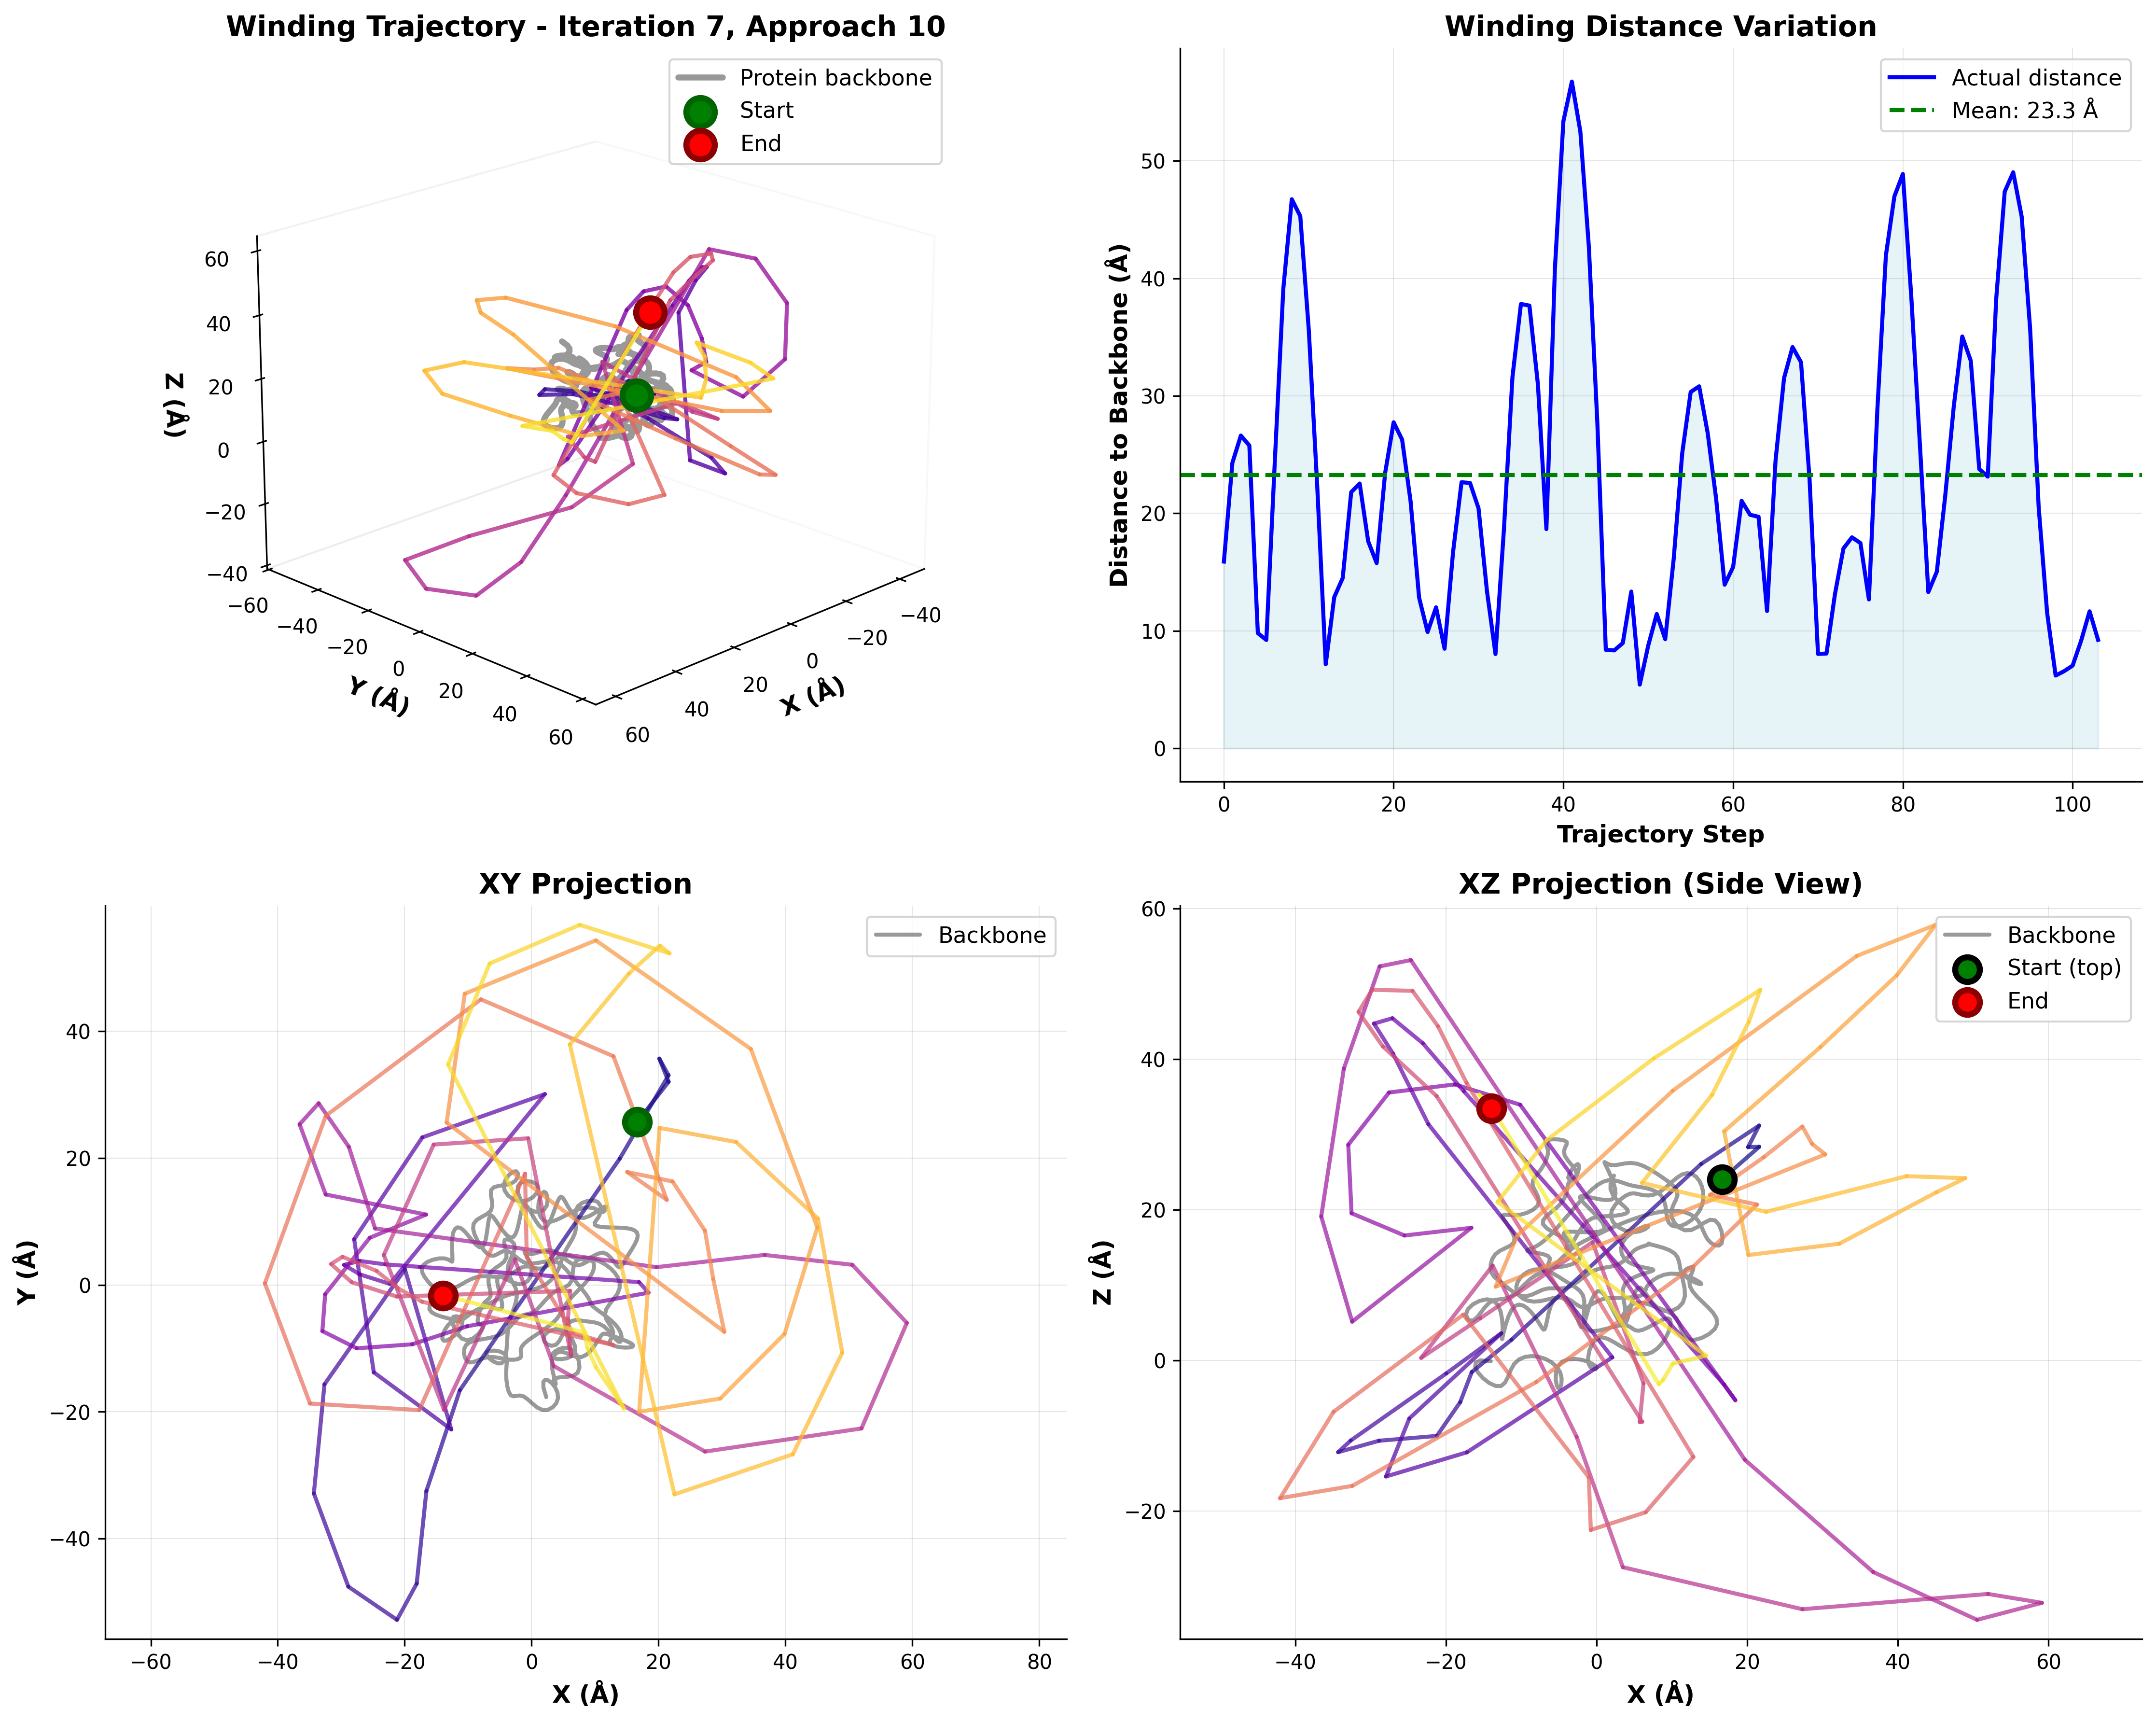 Winding Trajectory - Iteration 7, Approach 10
Protein backbone
Start
End
60
40
20
0
−20
−40
Z (Å)
−60
−40
−20
0
20
40
60
Y (Å)
60
40
20
0
−20
−40
X (Å)
Winding Distance Variation
Actual distance
Mean: 23.3 Å
50
40
30
20
10
0
Distance to Backbone (Å)
0
20
40
60
80
100
Trajectory Step
XY Projection
Backbone
40
20
0
−20
−40
Y (Å)
−60
−40
−20
0
20
40
60
80
X (Å)
XZ Projection (Side View)
Backbone
Start (top)
End
60
40
20
0
−20
Z (Å)
−40
−20
0
20
40
60
X (Å)